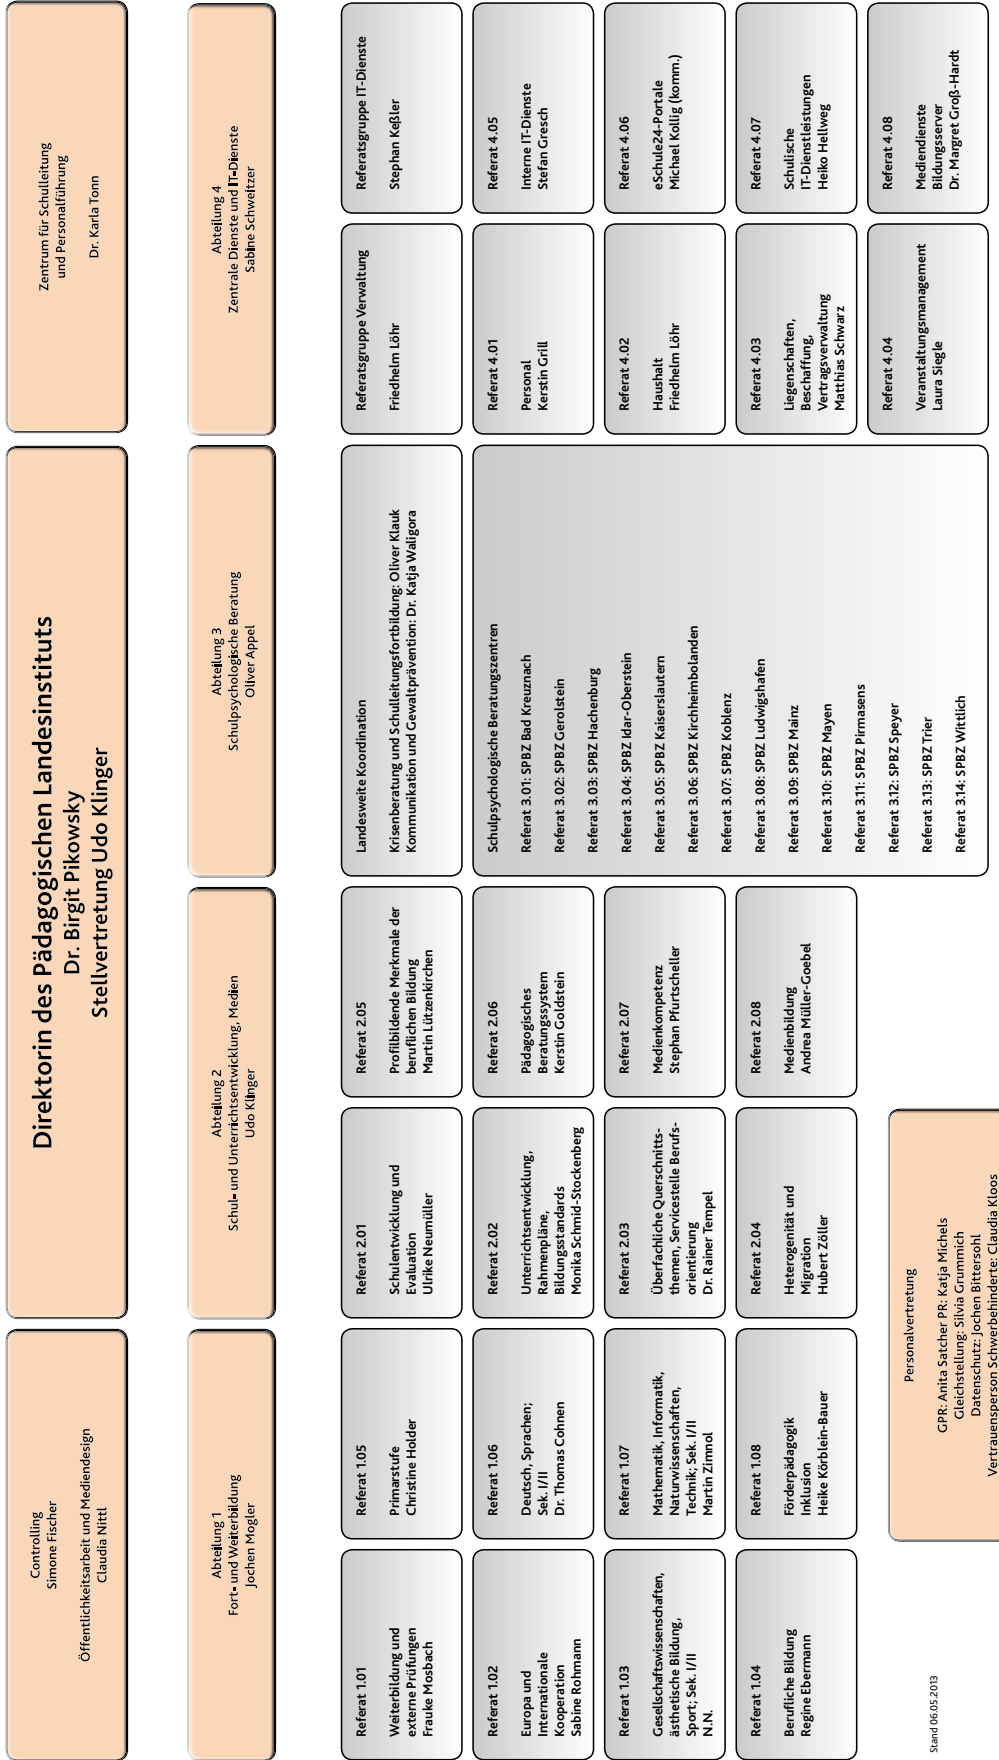 Controlling
Simone Fischer
Öffentlichkeitsarbeit und Mediendesign
Claudia Nittl
Direktorin des Pädagogischen Landesinstituts
Dr. Birgit Pikowsky
Stellvertretung Udo Klinger
Zentrum für Schulleitung
und Personalführung
Dr. Karla Tonn
Abteilung 1
Fort- und Weiterbildung
Jochen Mogler
Abteilung 2
Schul- und Unterrichtsentwicklung, Medien
Udo Klinger
Abteilung 3
Schulpsychologische Beratung
Oliver Appel
Abteilung 4
Zentrale Dienste und IT-Dienste
Sabine Schweitzer
Referat 1.01
Weiterbildung und
externe Prüfungen
Frauke Mosbach
Referat 1.02
Europa und
Internationale
Kooperation
Sabine Rohmann
Referat 1.03
Gesellschaftswissenschaften,
ästhetische Bildung,
Sport; Sek. I/II
N.N.
Referat 1.04
Berufliche Bildung
Regine Ebermann
Referat 1.05
Primarstufe
Christine Holder
Referat 1.06
Deutsch, Sprachen;
Sek. I/II
Dr. Thomas Cohnen
Referat 1.07
Mathematik, Informatik,
Naturwissenschaften,
Technik; Sek. I/II
Martin Zimnol
Referat 1.08
Förderpädagogik
Inklusion
Heike Körblein-Bauer
Referat 2.01
Schulentwicklung und
Evaluation
Ulrike Neumüller
Referat 2.02
Unterrichtsentwicklung,
Rahmenpläne,
Bildungsstandards
Monika Schmid-Stockenberg
Referat 2.03
Überfachliche Querschnitts-
themen, Servicestelle Berufs-
orientierung
Dr. Rainer Tempel
Referat 2.04
Heterogenität und
Migration
Hubert Zöller
Referat 2.05
Profilbildende Merkmale der
beruflichen Bildung
Martin Lützenkirchen
Referat 2.06
Pädagogisches
Beratungssystem
Kerstin Goldstein
Referat 2.07
Medienkompetenz
Stephan Pfurtscheller
Referat 2.08
Medienbildung
Andrea Müller-Goebel
Landesweite Koordination
Krisenberatung und Schulleitungsfortbildung: Oliver Klauk
Kommunikation und Gewaltprävention: Dr. Katja Waligora
Schulpsychologische Beratungszentren
Referat 3.01: SPBZ Bad Kreuznach
Referat 3.02: SPBZ Gerolstein
Referat 3.03: SPBZ Hachenburg
Referat 3.04: SPBZ Idar-Oberstein
Referat 3.05: SPBZ Kaiserslautern
Referat 3.06: SPBZ Kirchheimbolanden
Referat 3.07: SPBZ Koblenz
Referat 3.08: SPBZ Ludwigshafen
Referat 3.09: SPBZ Mainz
Referat 3.10: SPBZ Mayen
Referat 3.11: SPBZ Pirmasens
Referat 3.12: SPBZ Speyer
Referat 3.13: SPBZ Trier
Referat 3.14: SPBZ Wittlich
Referatsgruppe Verwaltung
Friedhelm Löhr
Referat 4.01
Personal
Kerstin Grill
Referat 4.02
Haushalt
Friedhelm Löhr
Referat 4.03
Liegenschaften,
Beschaffung,
Vertragsverwaltung
Matthias Schwarz
Referat 4.04
Veranstaltungsmanagement
Laura Siegle
Referatsgruppe IT-Dienste
Stephan Keßler
Referat 4.05
Interne IT-Dienste
Stefan Gresch
Referat 4.06
eSchule24-Portale
Michael Kollig (komm.)
Referat 4.07
Schulische
IT-Dienstleistungen
Heiko Hellweg
Referat 4.08
Mediendienste
Bildungsserver
Dr. Margret Groß-Hardt
Personalvertretung
GPR: Anita Satcher PR: Katja Michels
Gleichstellung: Silvia Grummich
Datenschutz: Jochen Bittersohl
Vertrauensperson Schwerbehinderte: Claudia Kloos
Stand 06.05.2013